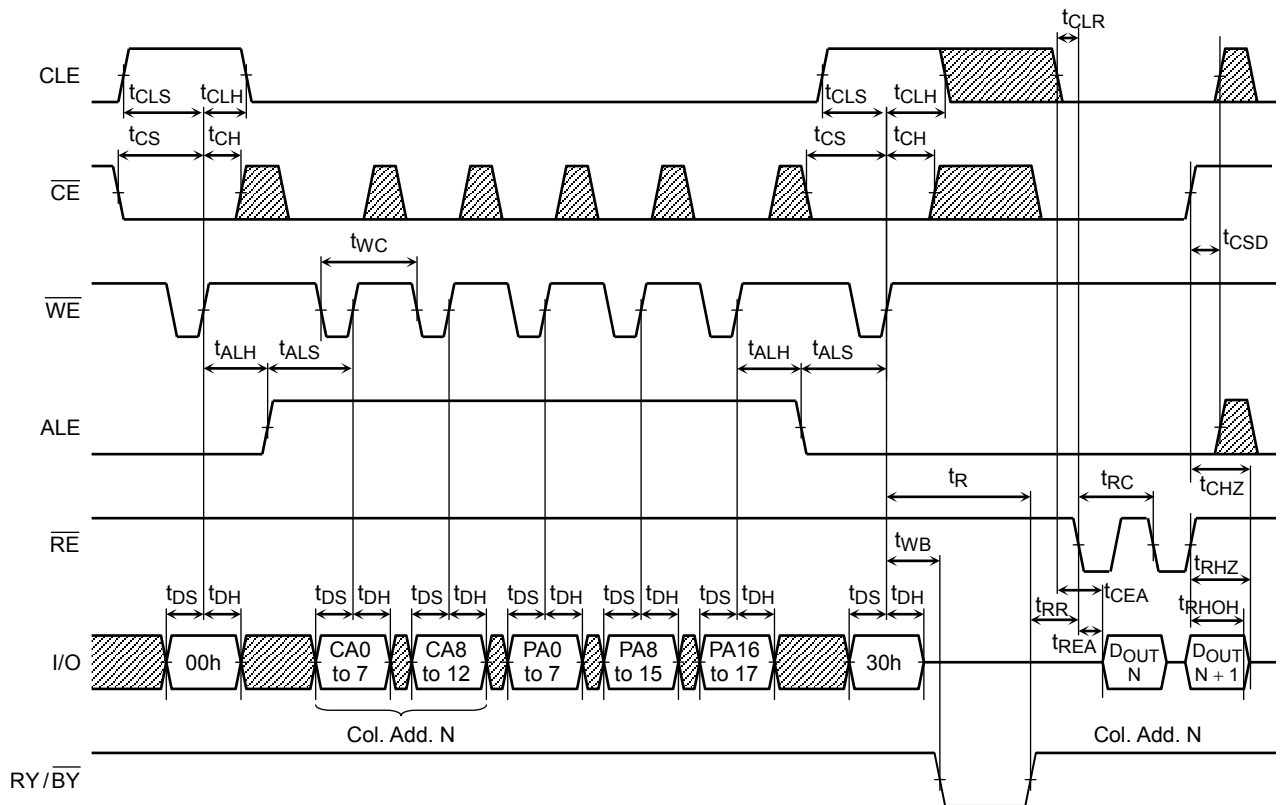 tCLR
CLE
tCLS tCLH tCLS tCLH
tCS tCH tCS tCH
CE
tWC tCSD
WE
tALH tALS tALH tALS
ALE
tR tRC tCHZ
RE
tWB
tDS tDH tDS tDH tDS tDH tDS tDH tDS tDH tDS tDH tDS tDH tRR tCEA tRHZ
tREA tRHOH
I/O
00h
CA0
to 7
CA8
to 12
PA0
to 7
PA8
to 15
PA16
to 17
30h
DOUT
N
DOUT
N + 1
Col. Add. N Col. Add. N
RY/BY